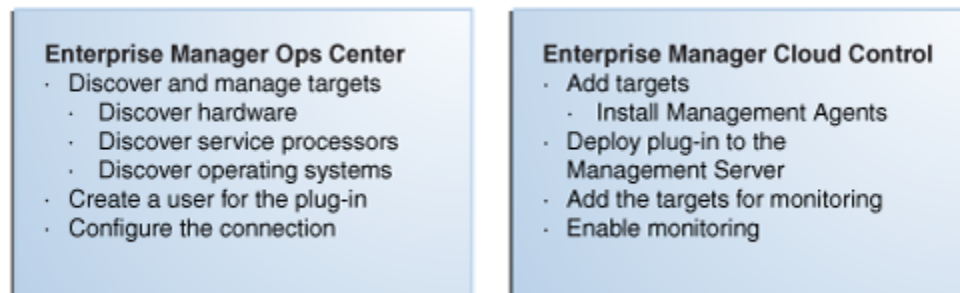 Enterprise Manager Ops Center
· Discover and manage targets
· Discover hardware
· Discover service processors
· Discover operating systems
· Create a user for the plug-in
· Configure the connection
Enterprise Manager Cloud Control
· Add targets
· Install Management Agents
· Deploy plug-in to the
Management Server
· Add the targets for monitoring
· Enable monitoring